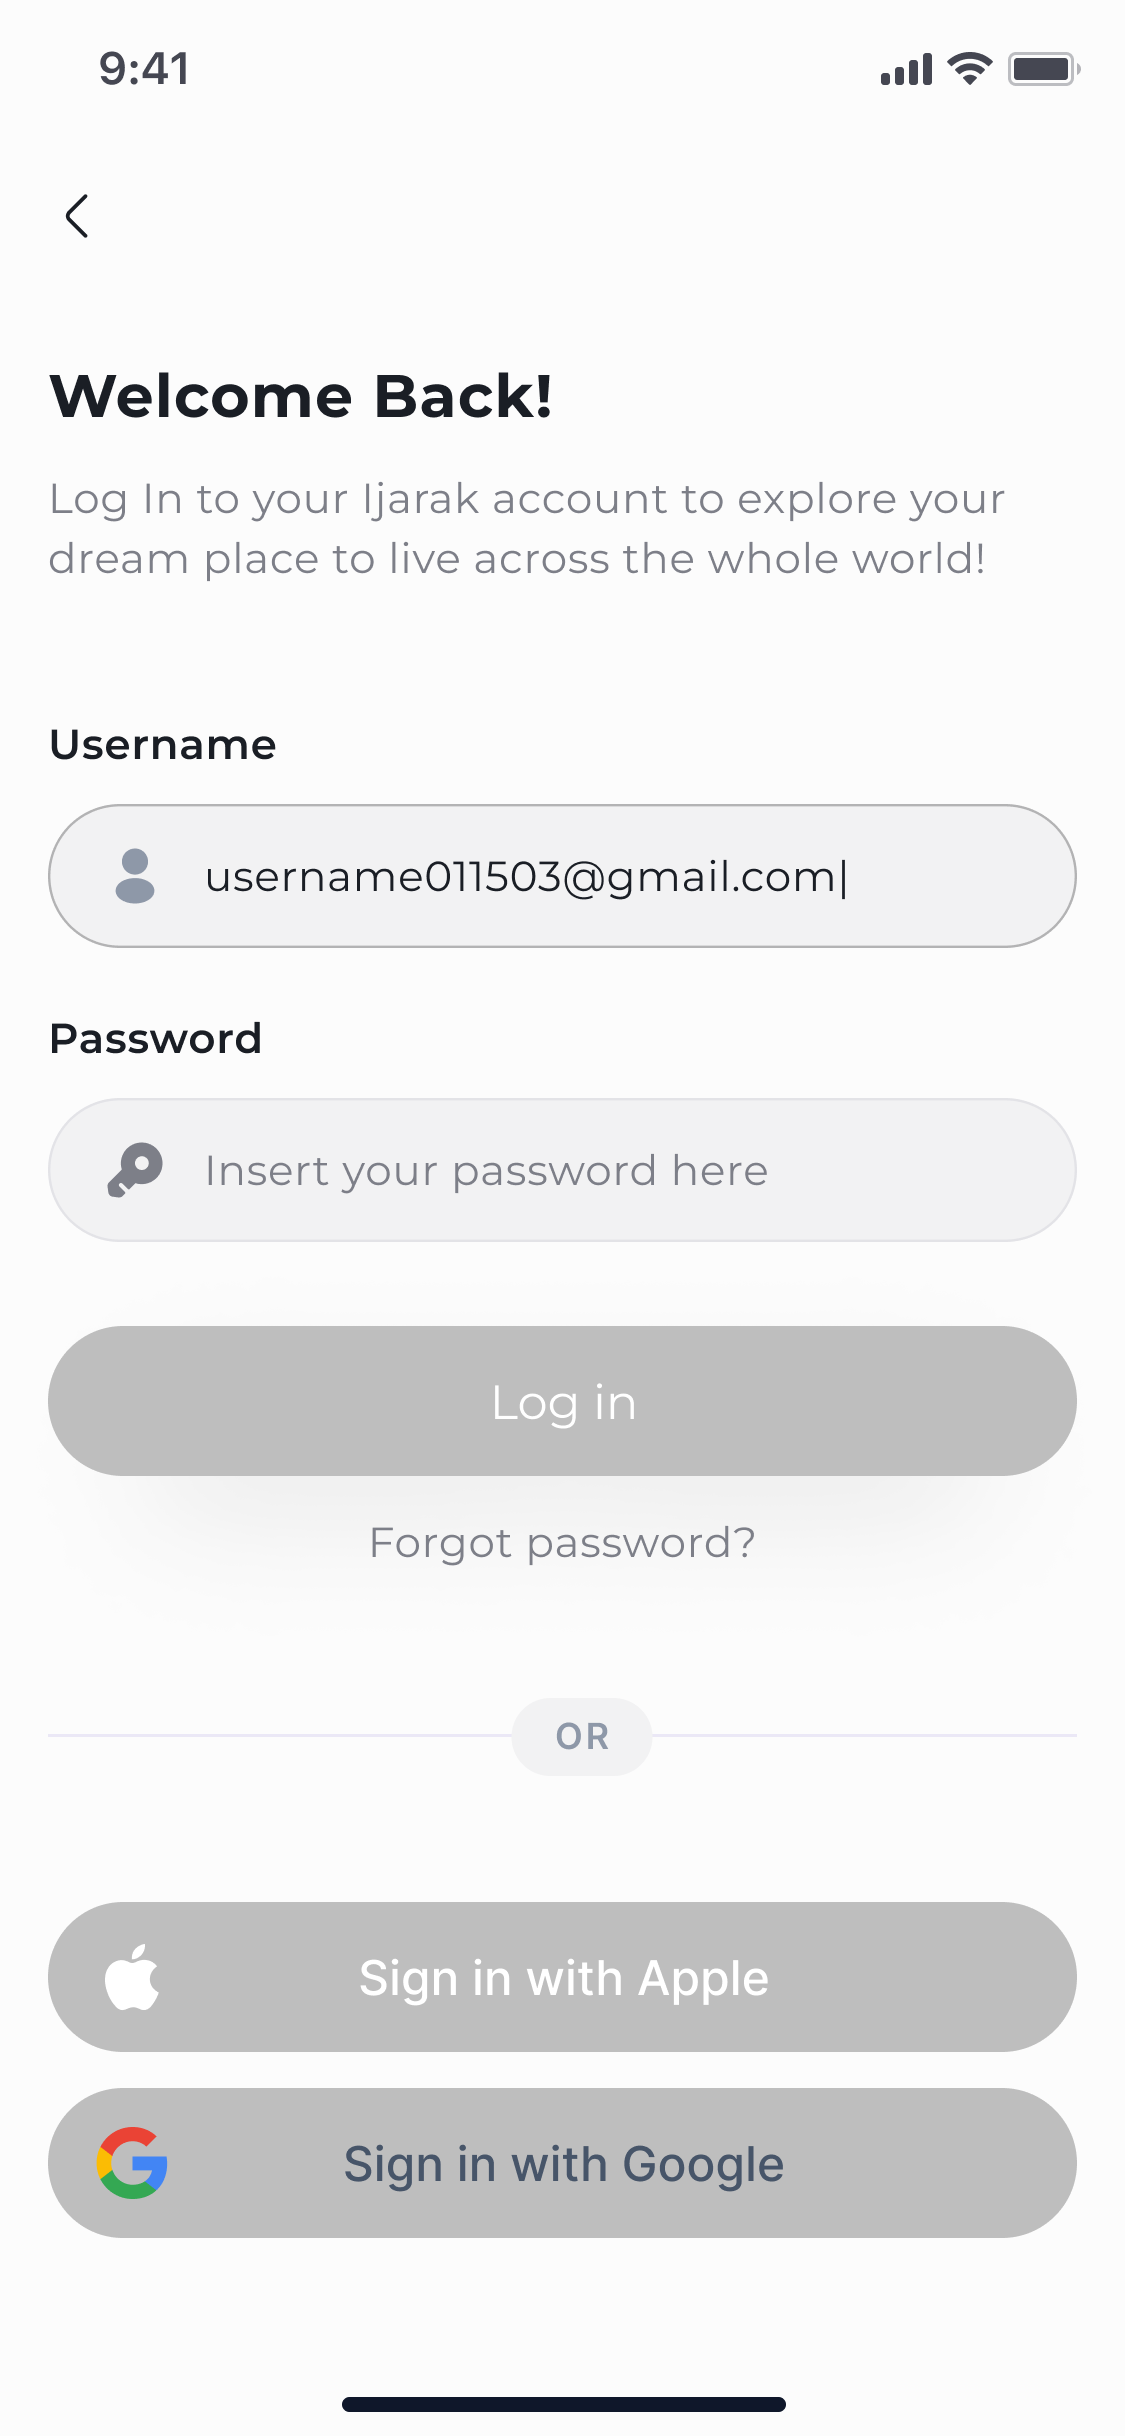 9:41
Welcome Back!
Log In to your Ijarak account to explore your
dream place to live across the whole world!
Username
username011503@gmail.com|
Password
Insert your password here
Log in
Forgot password?
OR
Sign in with Apple
Sign in with Google